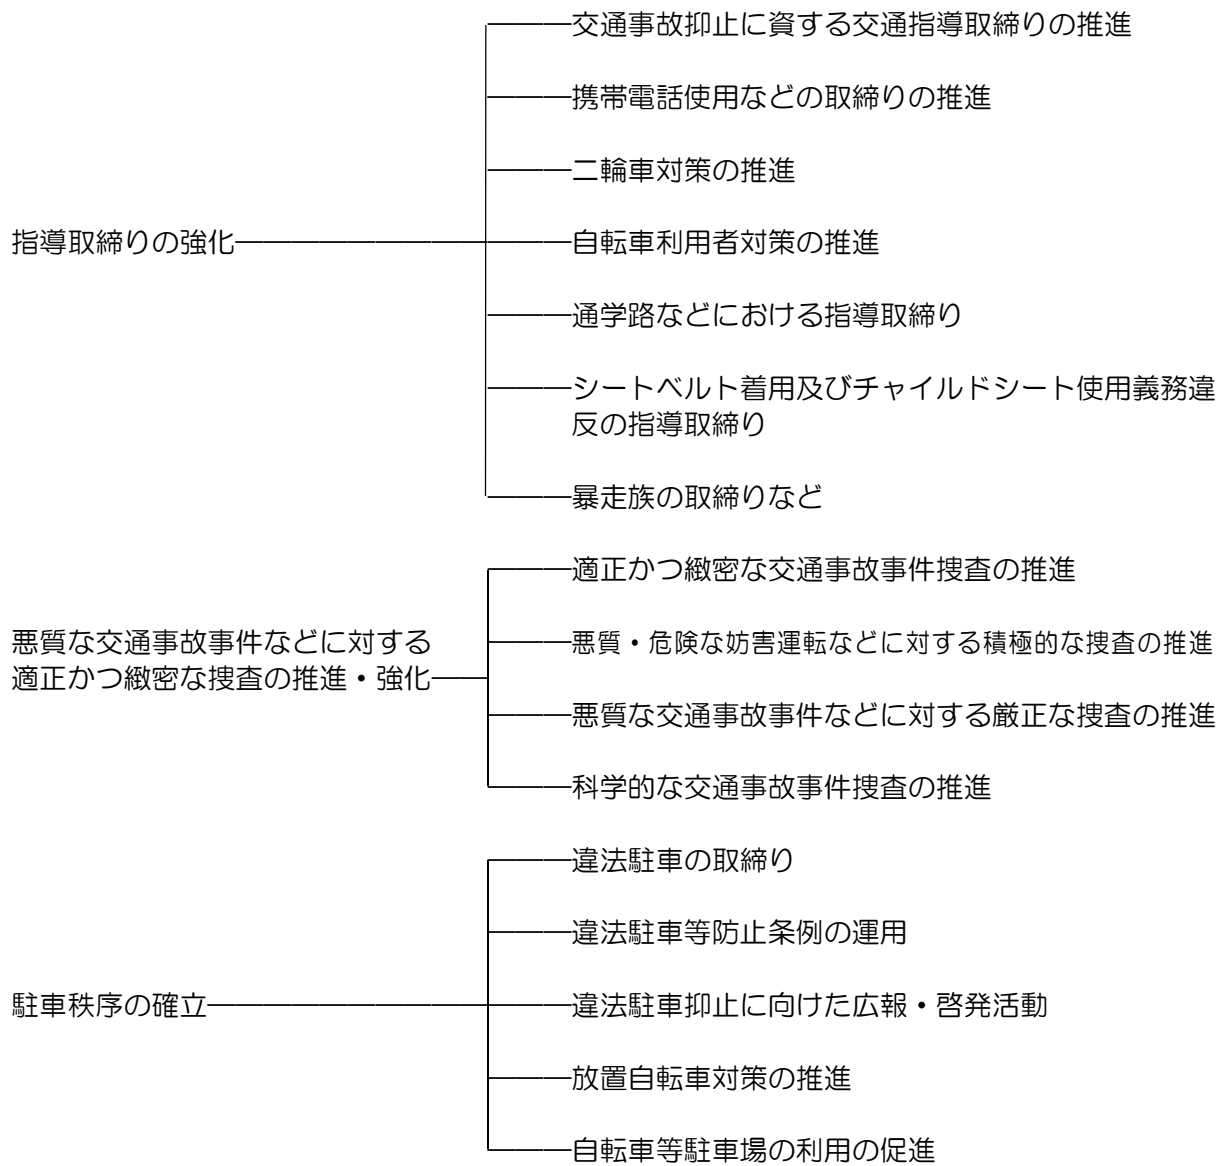 交通事故抑止に資する交通指導取締りの推進
携帯電話使用などの取締りの推進
二輪車対策の推進
指導取締りの強化
自転車利用者対策の推進
通学路などにおける指導取締り
シートベルト着用及びチャイルドシート使用義務違
反の指導取締り
暴走族の取締りなど
適正かつ緻密な交通事故事件捜査の推進
悪質な交通事故事件などに対する
適正かつ緻密な捜査の推進・強化
悪質・危険な妨害運転などに対する積極的な捜査の推進
悪質な交通事故事件などに対する厳正な捜査の推進
科学的な交通事故事件捜査の推進
違法駐車の取締り
違法駐車等防止条例の運用
駐車秩序の確立
違法駐車抑止に向けた広報・啓発活動
放置自転車対策の推進
自転車等駐車場の利用の促進